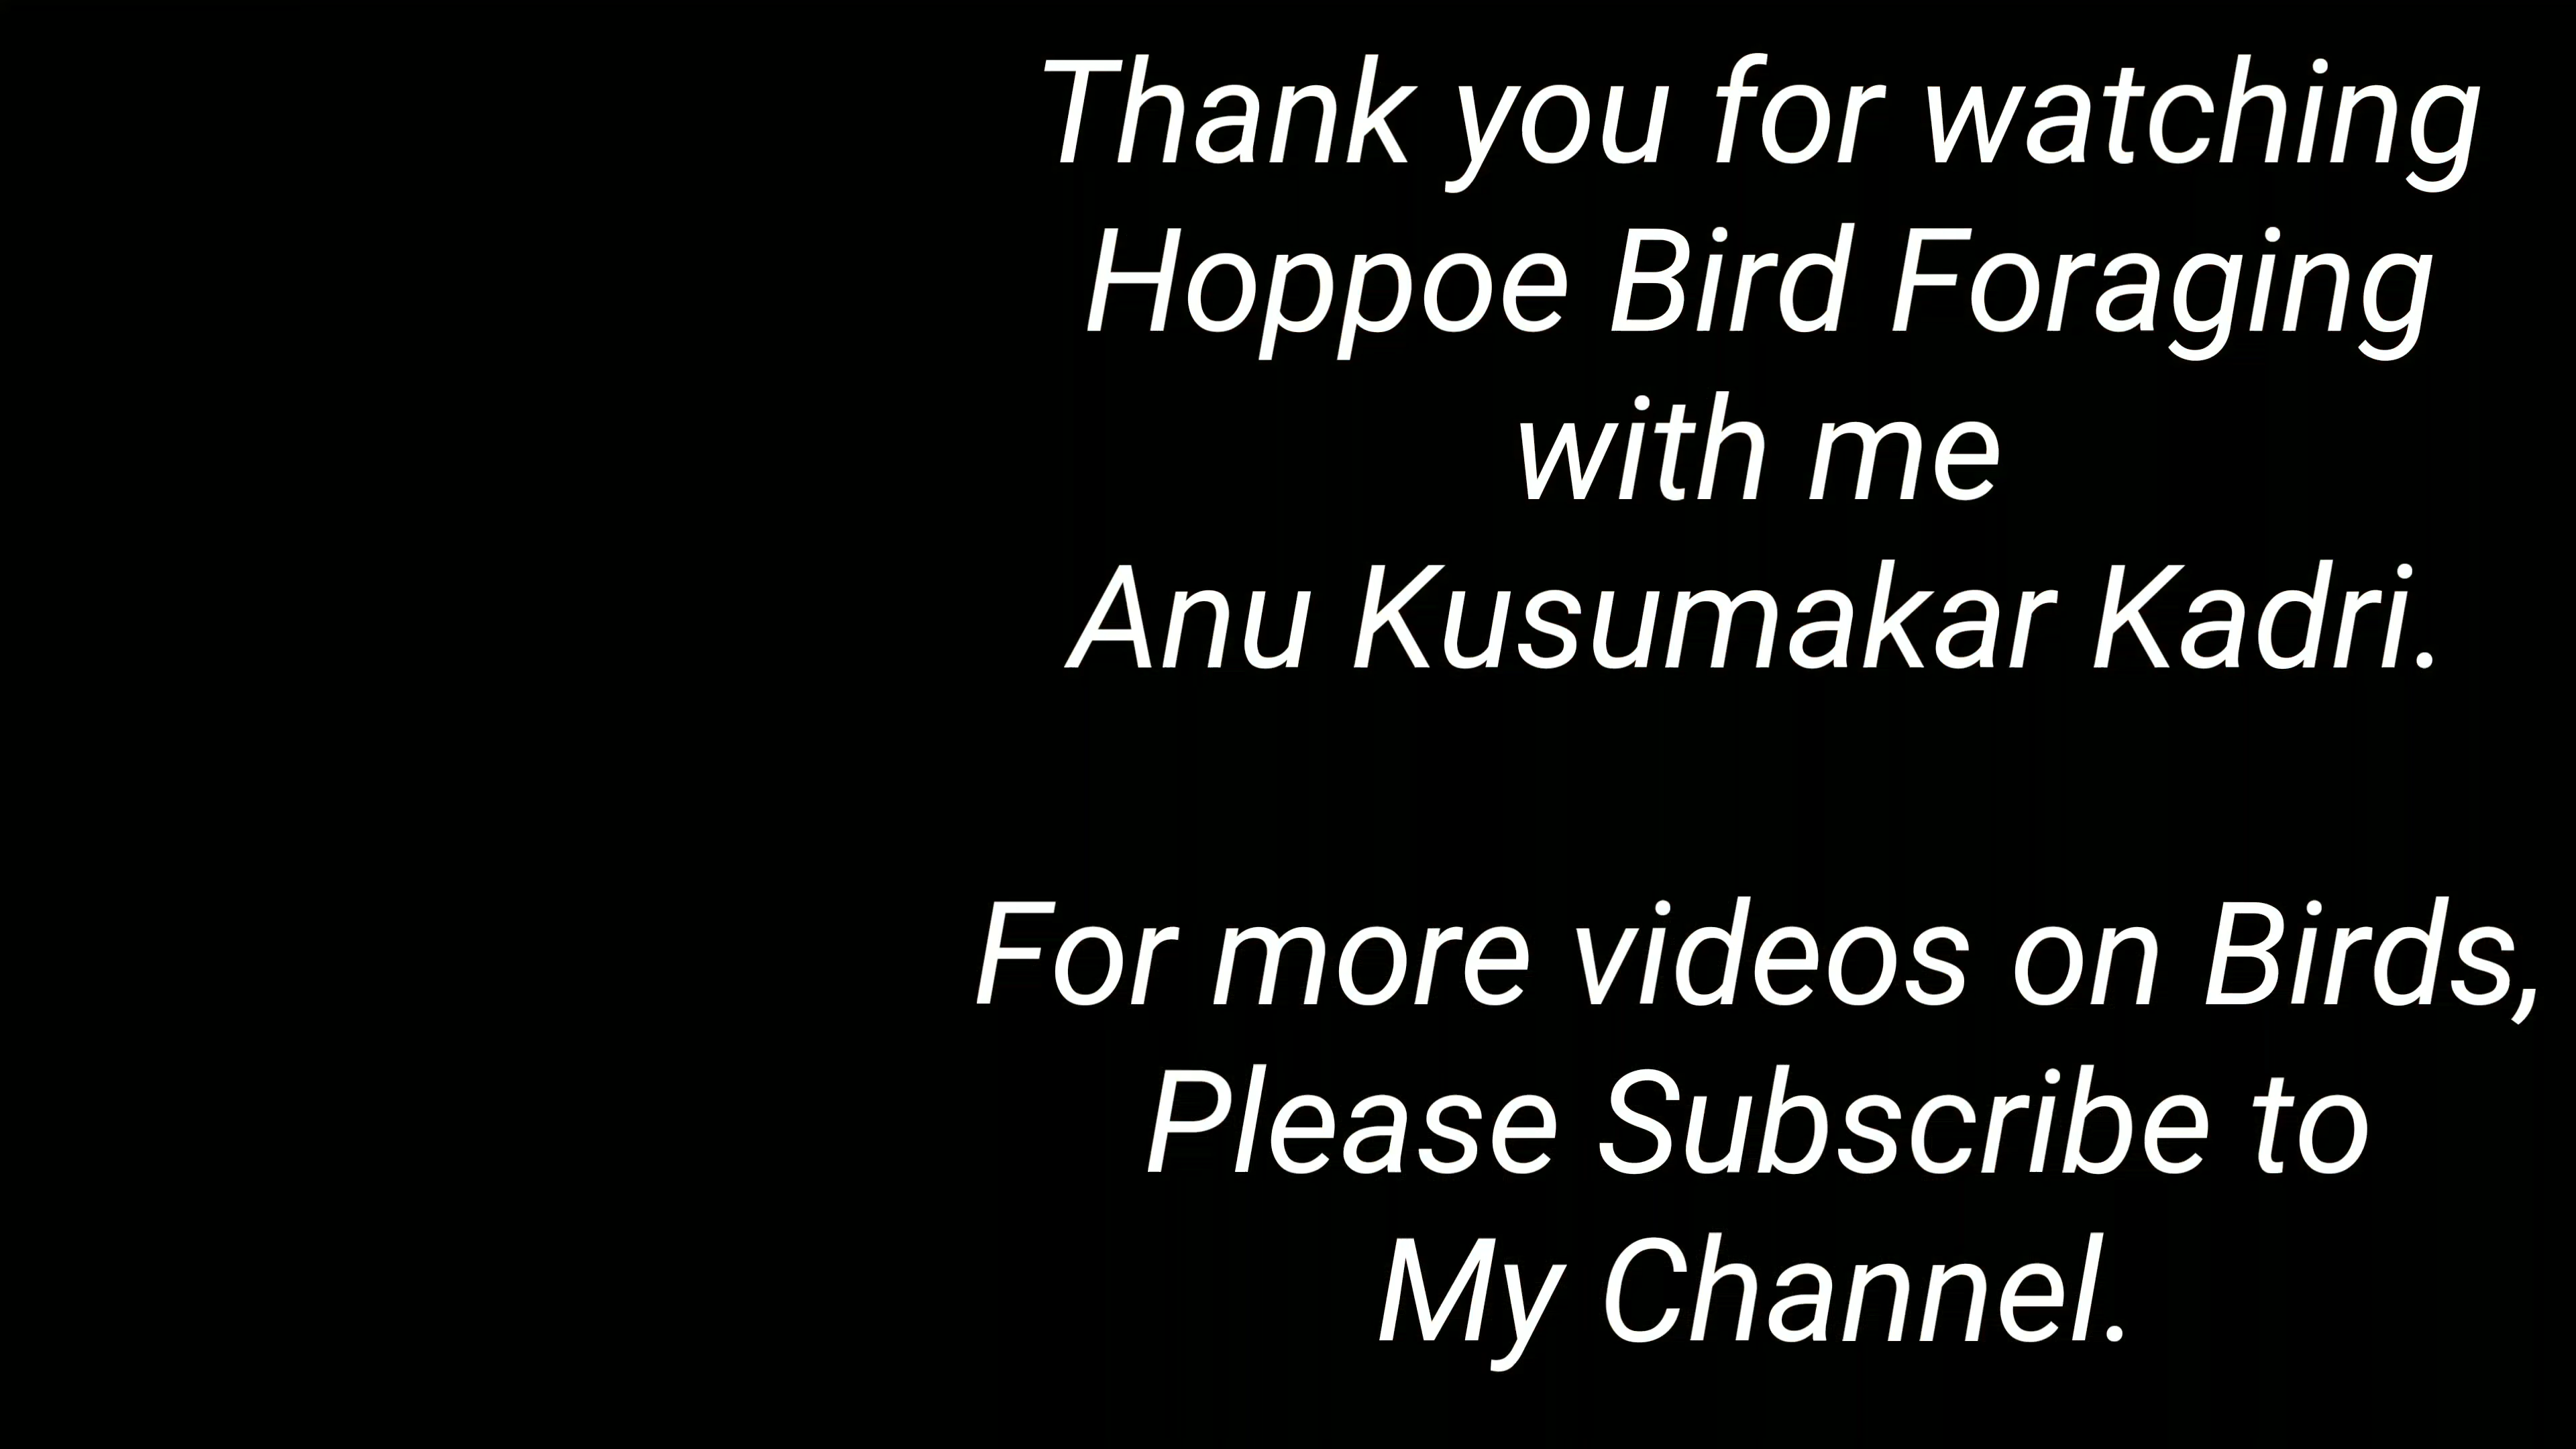 Thank you for watching
Hoppoe Bird Foraging
with me
Anu Kusumakar Kadri.
For more videos on Birds,
Please Subscribe to
My Channel.